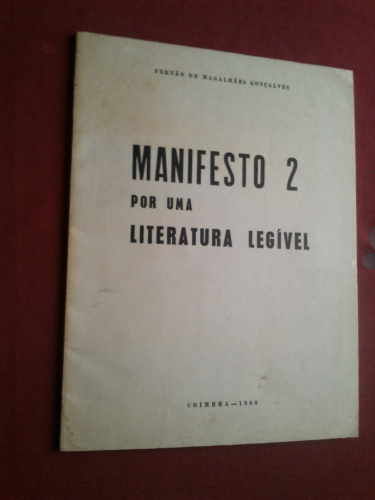 FERNÃO DE MAGALHÃES GONÇALVES
MANIFESTO 2
POR UMA
LITERATURA LEGÍVEL
COIMBRA —